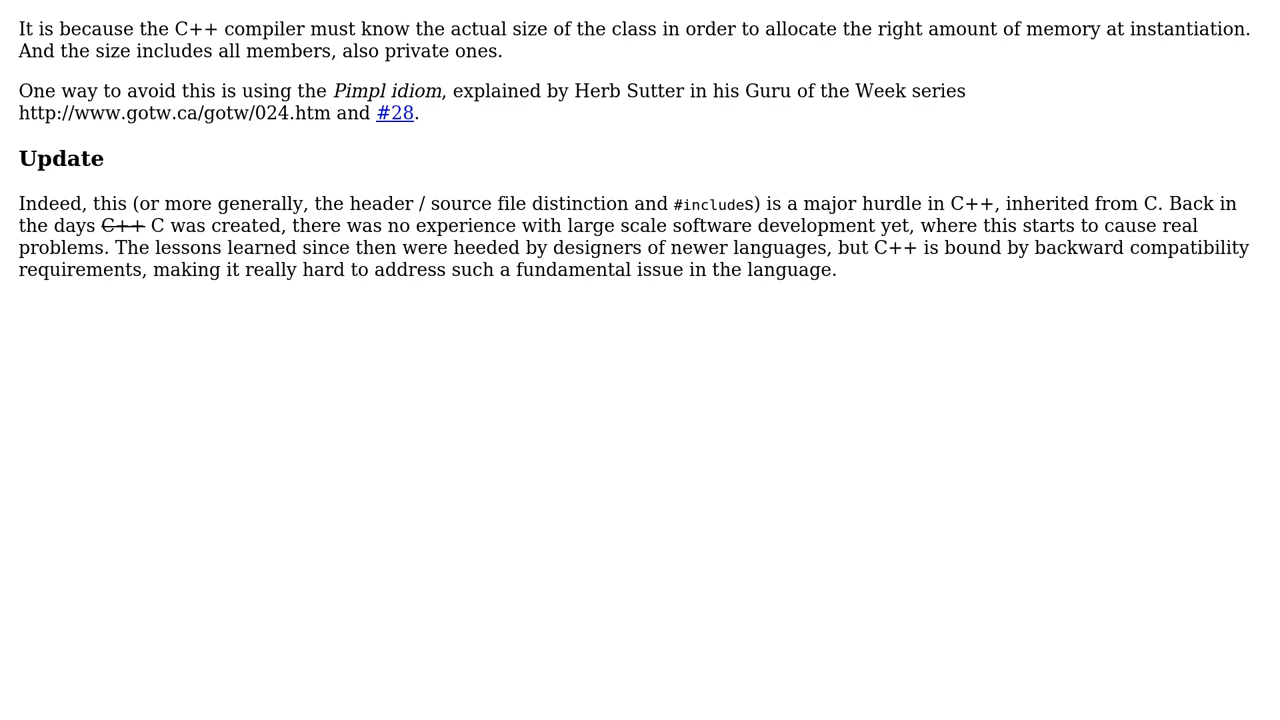 It is because the C++ compiler must know the actual size of the class in order to allocate the right amount of memory at instantiation.
And the size includes all members, also private ones.
One way to avoid this is using the Pimpl idiom, explained by Herb Sutter in his Guru of the Week series
http://www.gotw.ca/gotw/024.htm and #28.
Update
Indeed, this (or more generally, the header / source file distinction and #includes) is a major hurdle in C++, inherited from C. Back in
the days C++ C was created, there was no experience with large scale software development yet, where this starts to cause real
problems. The lessons learned since then were heeded by designers of newer languages, but C++ is bound by backward compatibility
requirements, making it really hard to address such a fundamental issue in the language.